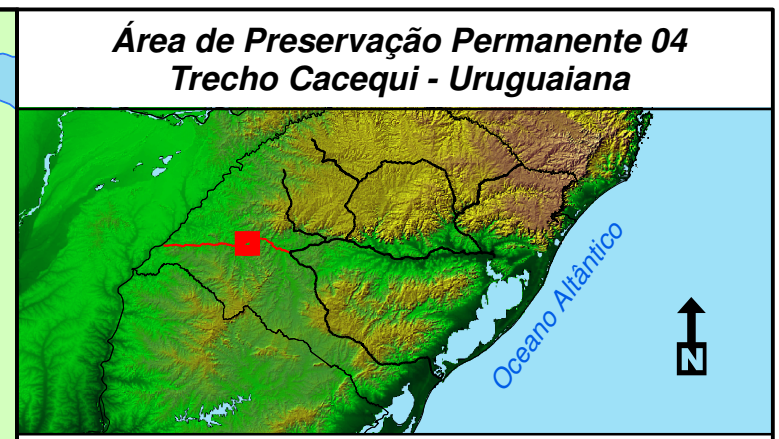 Área de Preservação Permanente 04
Trecho Cacequi - Uruguaiana
Oceano Altântico
N